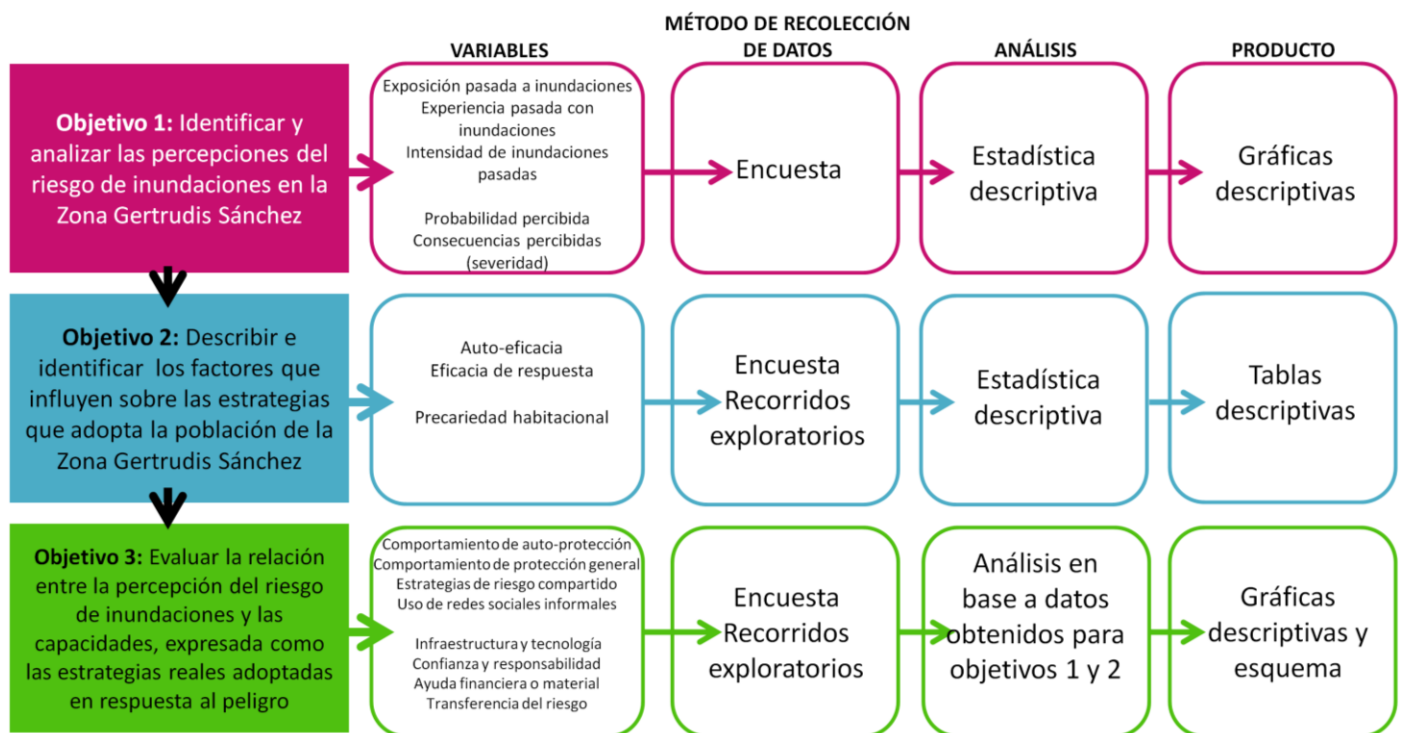 VARIABLES
MÉTODO DE RECOLECCIÓN
DE DATOS
ANÁLISIS
PRODUCTO
Objetivo 1: Identificar y
analizar las percepciones del
riesgo de inundaciones en la
Zona Gertrudis Sánchez
Exposición pasada a inundaciones
Experiencia pasada con
inundaciones
Intensidad de inundaciones
pasadas
Probabilidad percibida
Consecuencias percibidas
(severidad)
Encuesta
Estadística
descriptiva
Gráficas
descriptivas
Objetivo 2: Describir e
identificar los factores que
influyen sobre las estrategias
que adopta la población de la
Zona Gertrudis Sánchez
Auto-eficacia
Eficacia de respuesta
Precariedad habitacional
Encuesta
Recorridos
exploratorios
Estadística
descriptiva
Tablas
descriptivas
Objetivo 3: Evaluar la relación
entre la percepción del riesgo
de inundaciones y las
capacidades, expresada como
las estrategias reales adoptadas
en respuesta al peligro
Comportamiento de auto-protección
Comportamiento de protección general
Estrategias de riesgo compartido
Uso de redes sociales informales
Infraestructura y tecnología
Confianza y responsabilidad
Ayuda financiera o material
Transferencia del riesgo
Encuesta
Recorridos
exploratorios
Análisis en
base a datos
obtenidos para
objetivos 1 y 2
Gráficas
descriptivas y
esquema